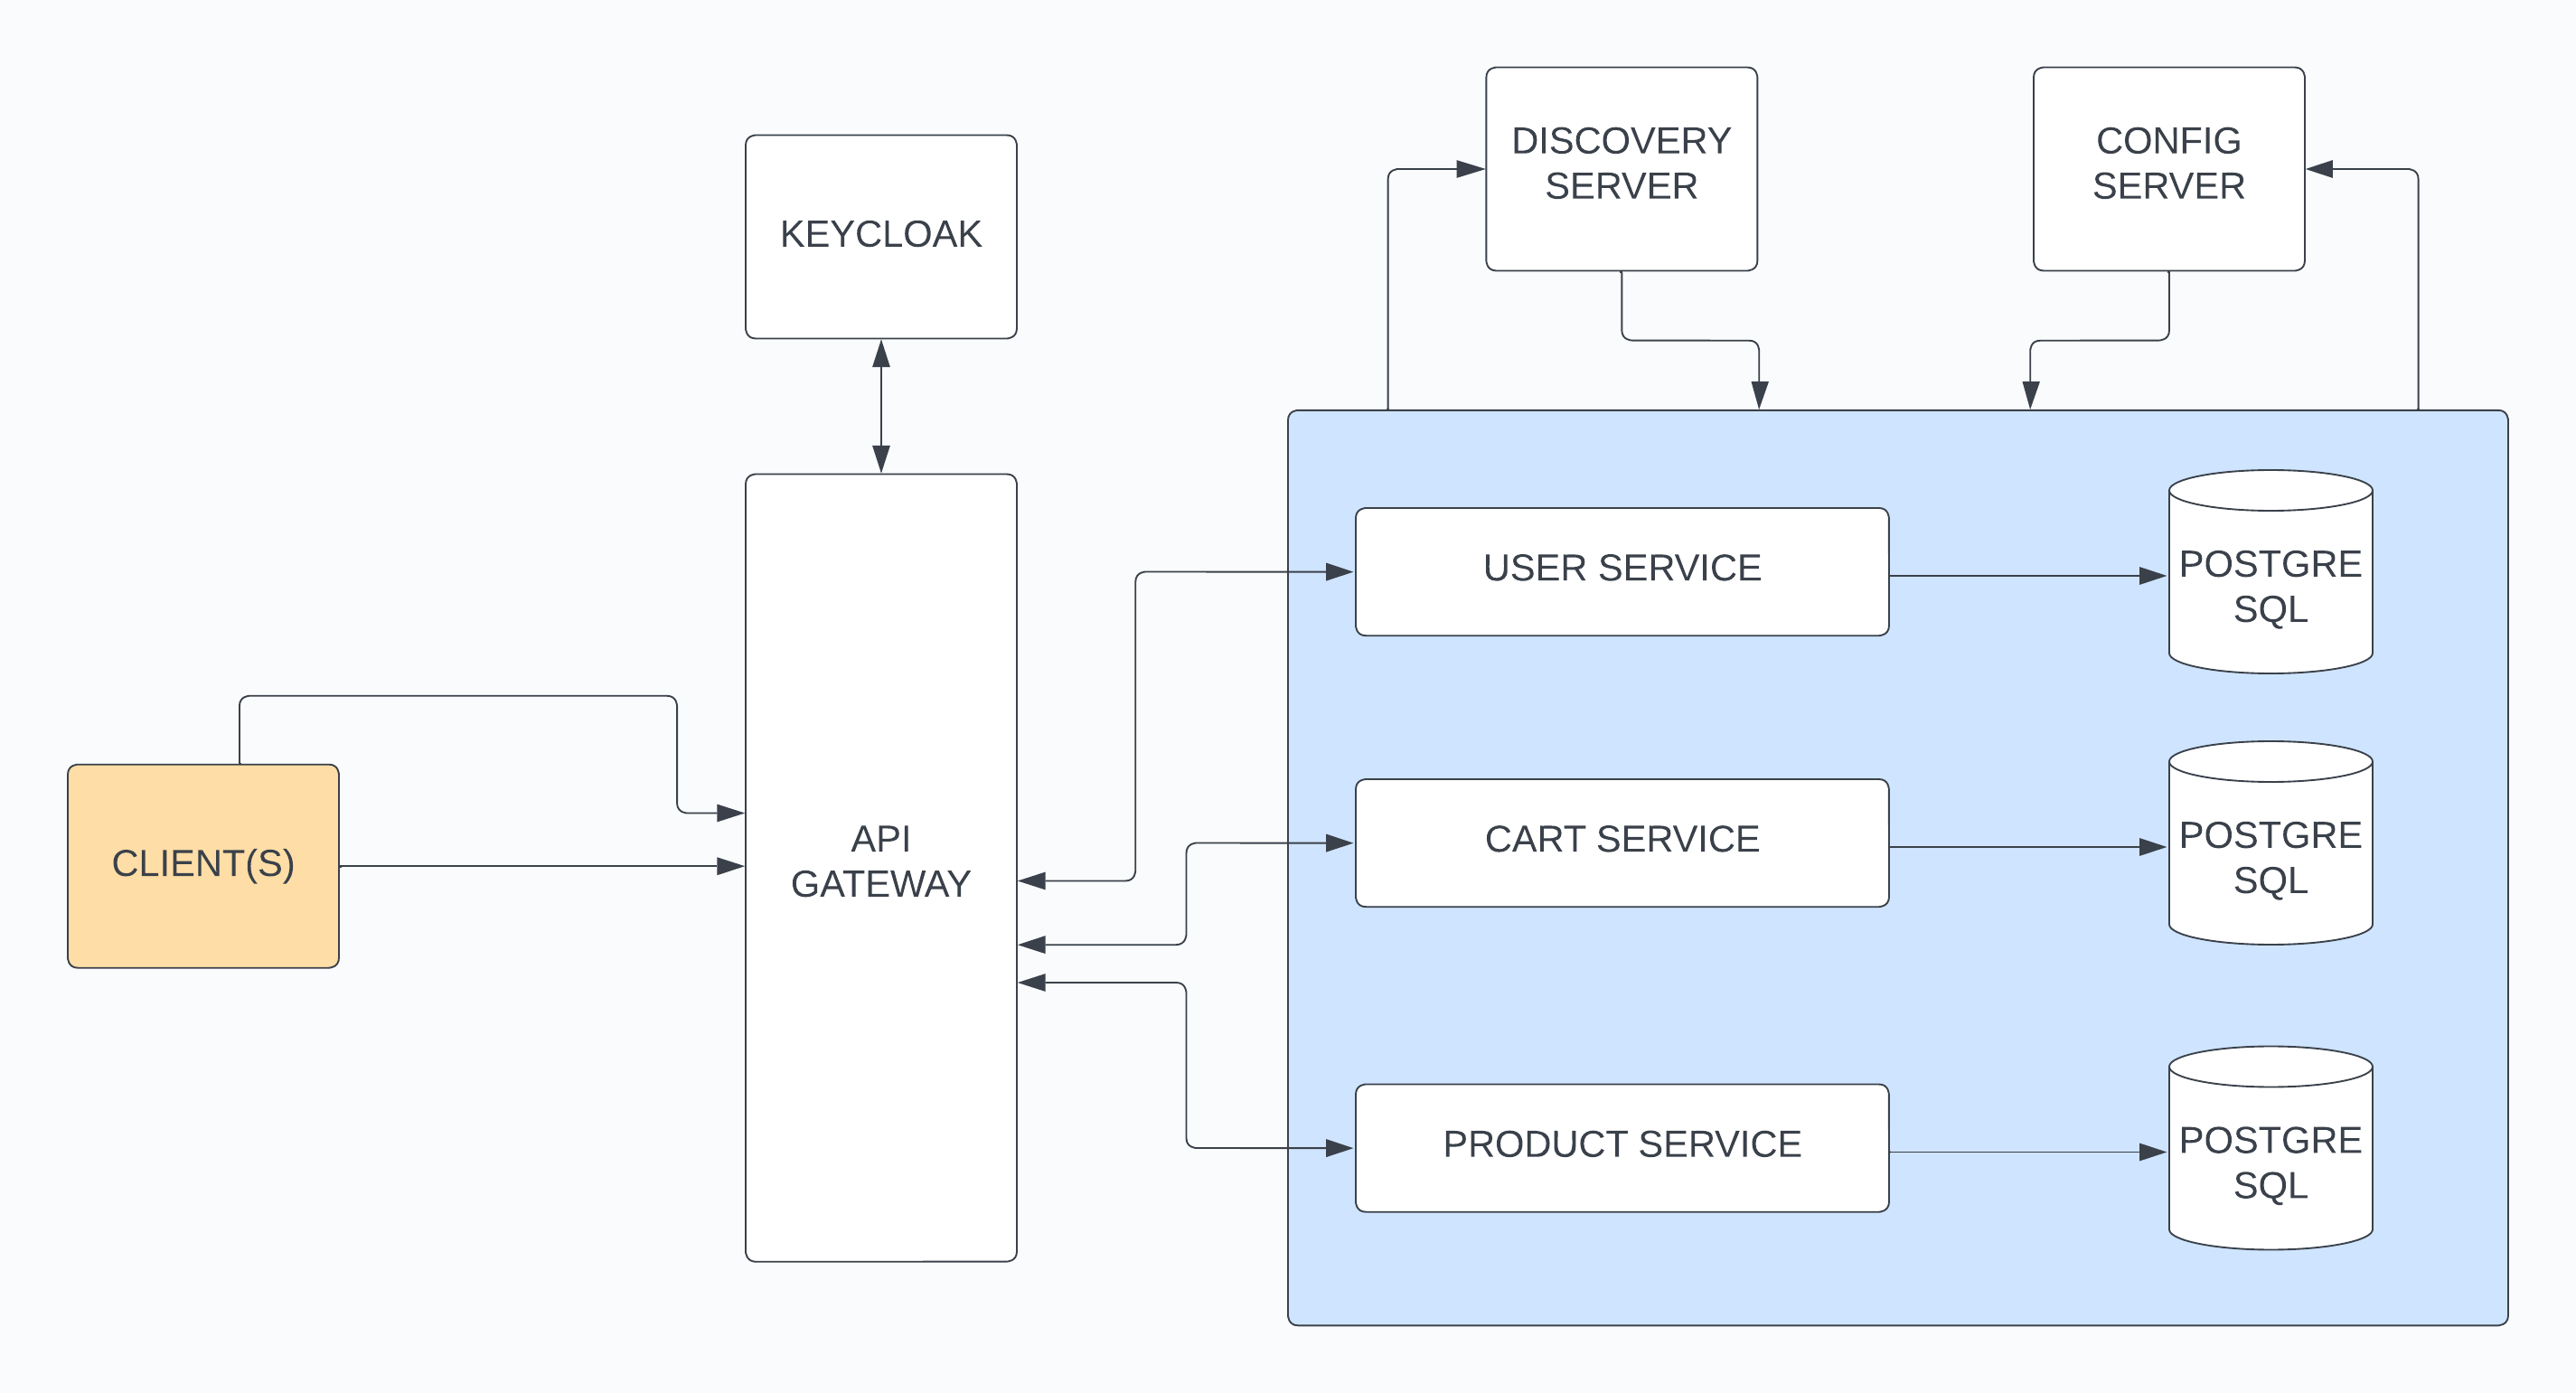 DISCOVERY
SERVER
CONFIG
SERVER
KEYCLOAK
USER SERVICE
POSTGRE
SQL
CLIENT(S)
API
GATEWAY
CART SERVICE
POSTGRE
SQL
PRODUCT SERVICE
POSTGRE
SQL